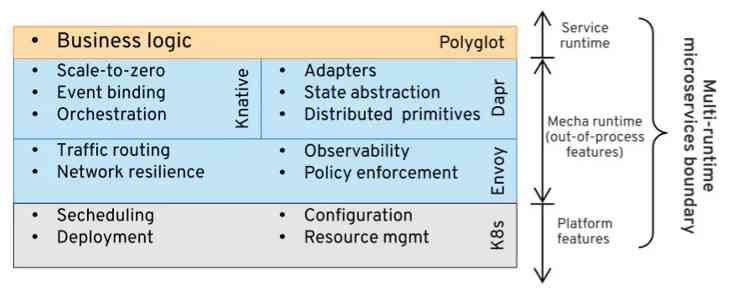 Business logic
Polyglot
Scale-to-zero
Event binding
Orchestration
Knative
Adapters
State abstraction
Distributed primitives
Dapr
Traffic routing
Network resilience
Observability
Policy enforcement
Envoy
Secheduling
Deployment
Configuration
Resource mgmt
K8s
Service
runtime
Mecha runtime
(out-of-process
features)
Platform
features
Multi-runtime
microservices boundary